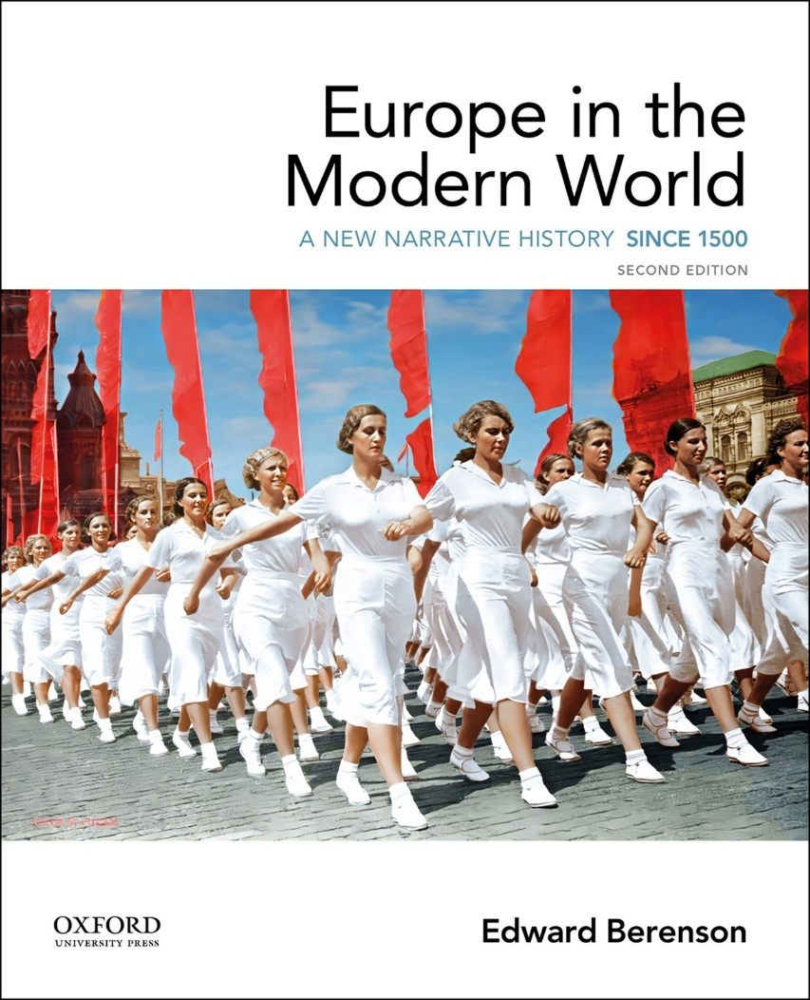 Europe in the
Modern World
A NEW NARRATIVE HISTORY SINCE 1500
SECOND EDITION
OXFORD
UNIVERSITY PRESS
Edward Berenson